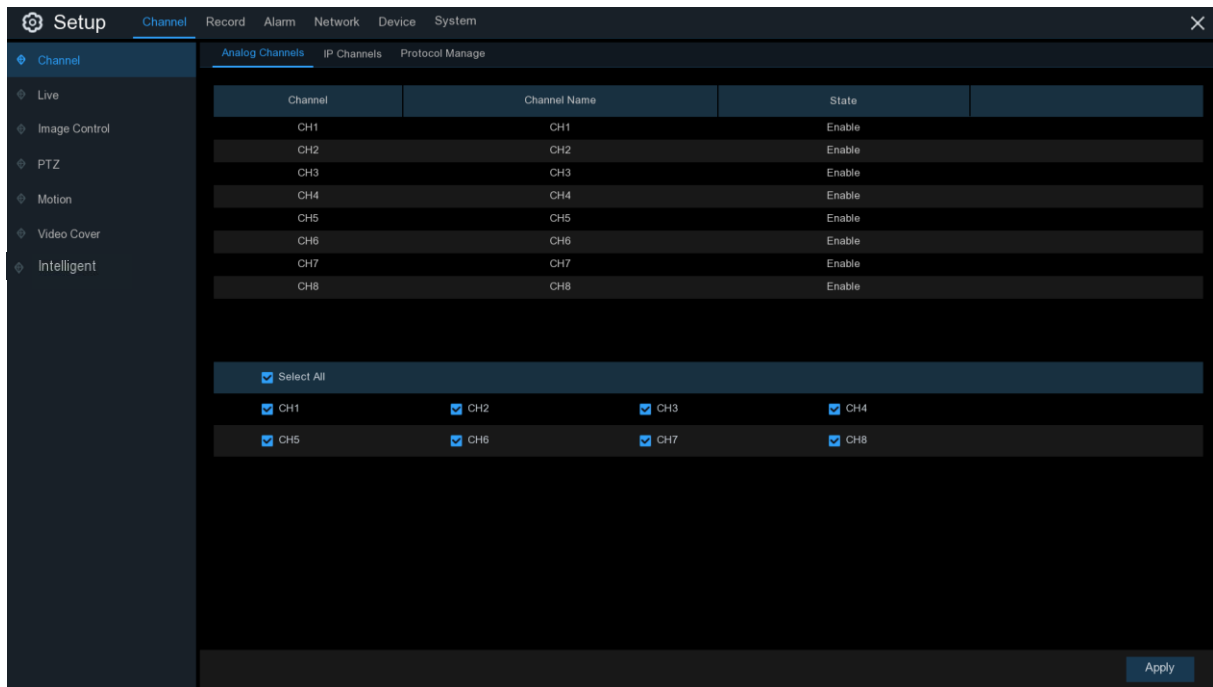 Setup Channel Record Alarm Network Device System
Channel
Live
Image Control
PTZ
Motion
Video Cover
Intelligent
Analog Channels IP Channels Protocol Manage
Channel Channel Name State
CH1 CH1 Enable
CH2 CH2 Enable
CH3 CH3 Enable
CH4 CH4 Enable
CH5 CH5 Enable
CH6 CH6 Enable
CH7 CH7 Enable
CH8 CH8 Enable
Select All
CH1 CH2 CH3 CH4
CH5 CH6 CH7 CH8
Apply